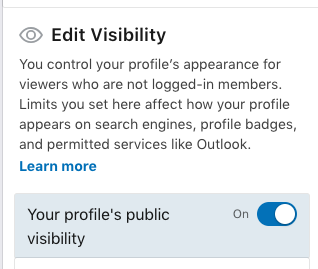 Edit Visibility
You control your profile’s appearance for
viewers who are not logged-in members.
Limits you set here affect how your profile
appears on search engines, profile badges,
and permitted services like Outlook.
Learn more
Your profile's public On
visibility